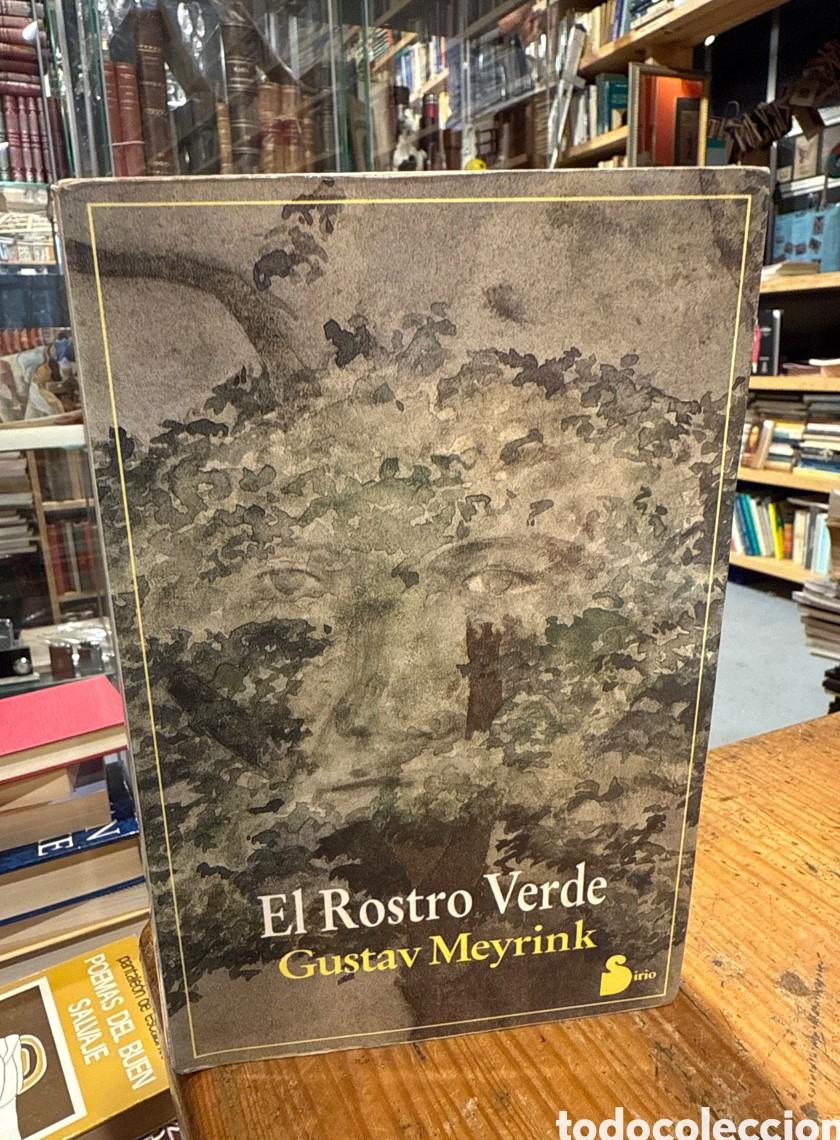 El Rostro Verde
Gustav Meyrink
Sirio
POEMAS DEL BUEN
SALVAJE
todocoleccion